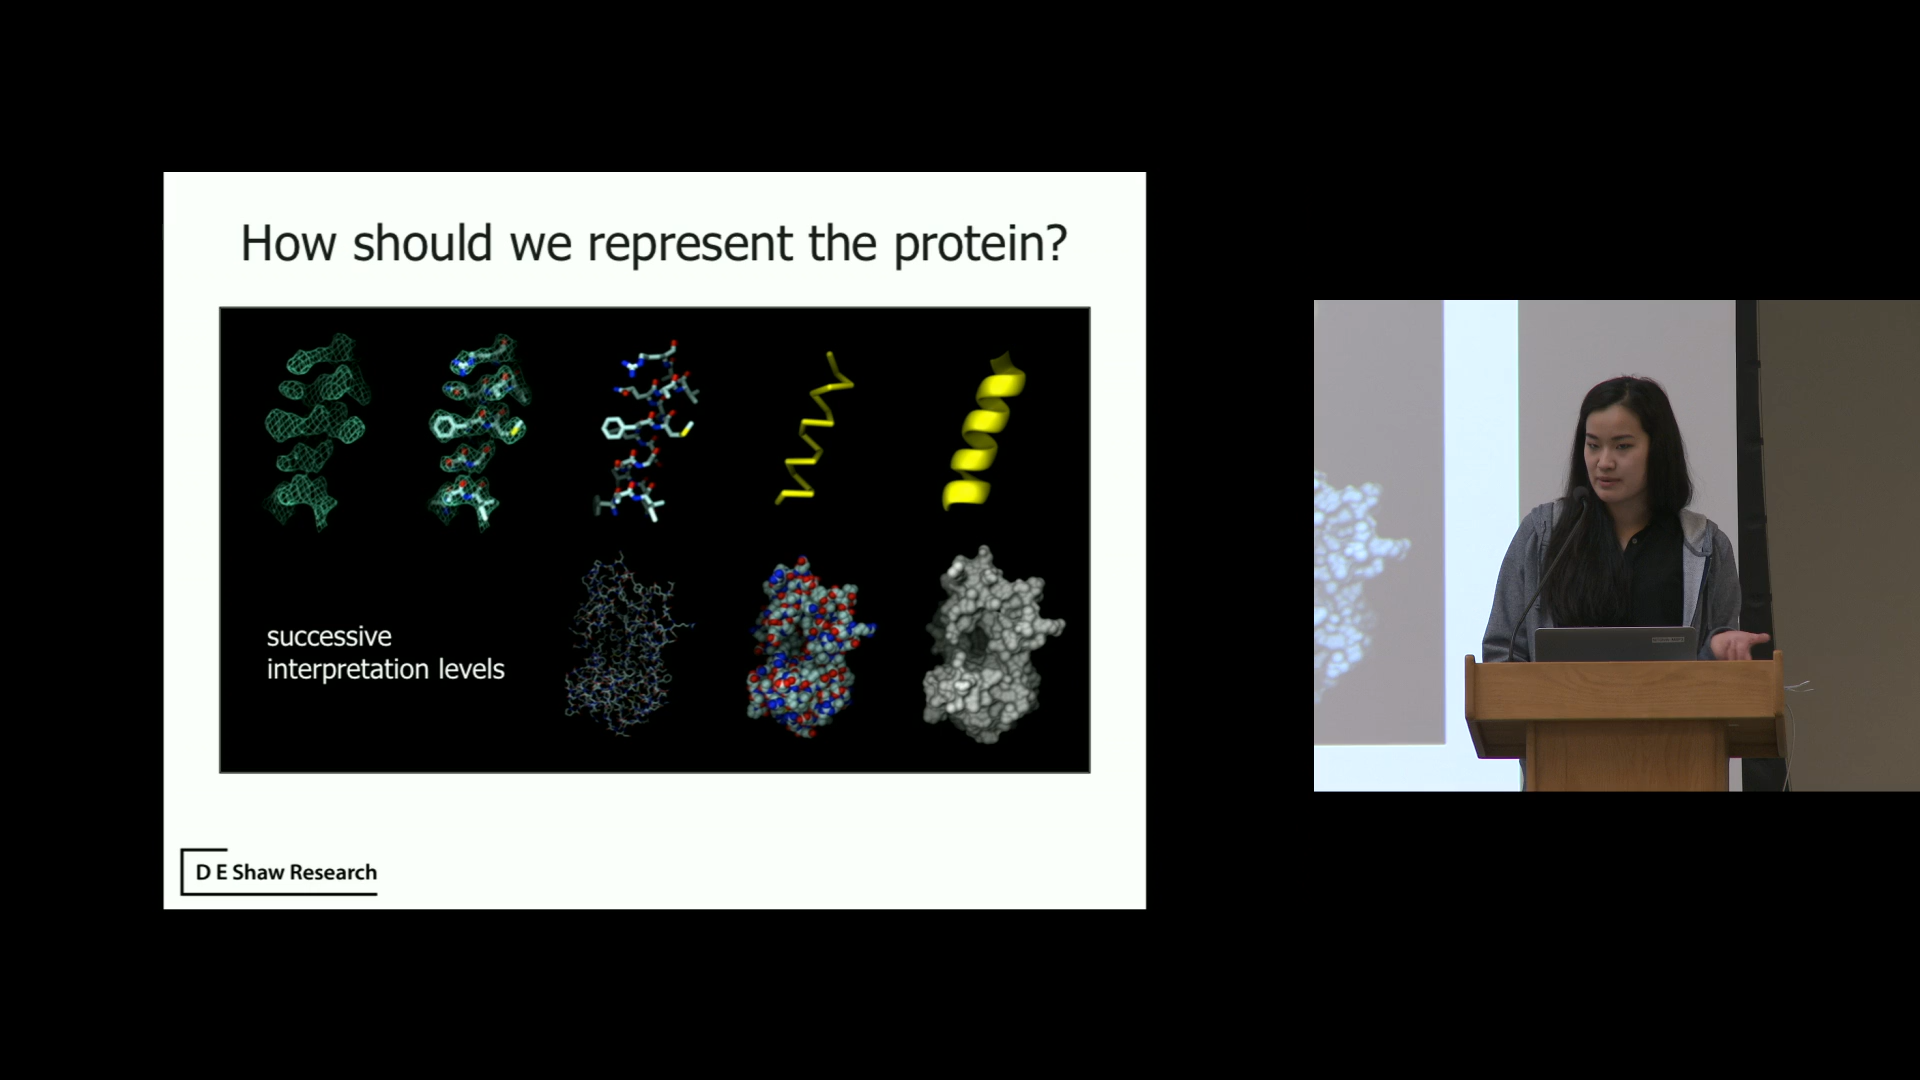 How should we represent the protein?
successive
interpretation levels
D E Shaw Research